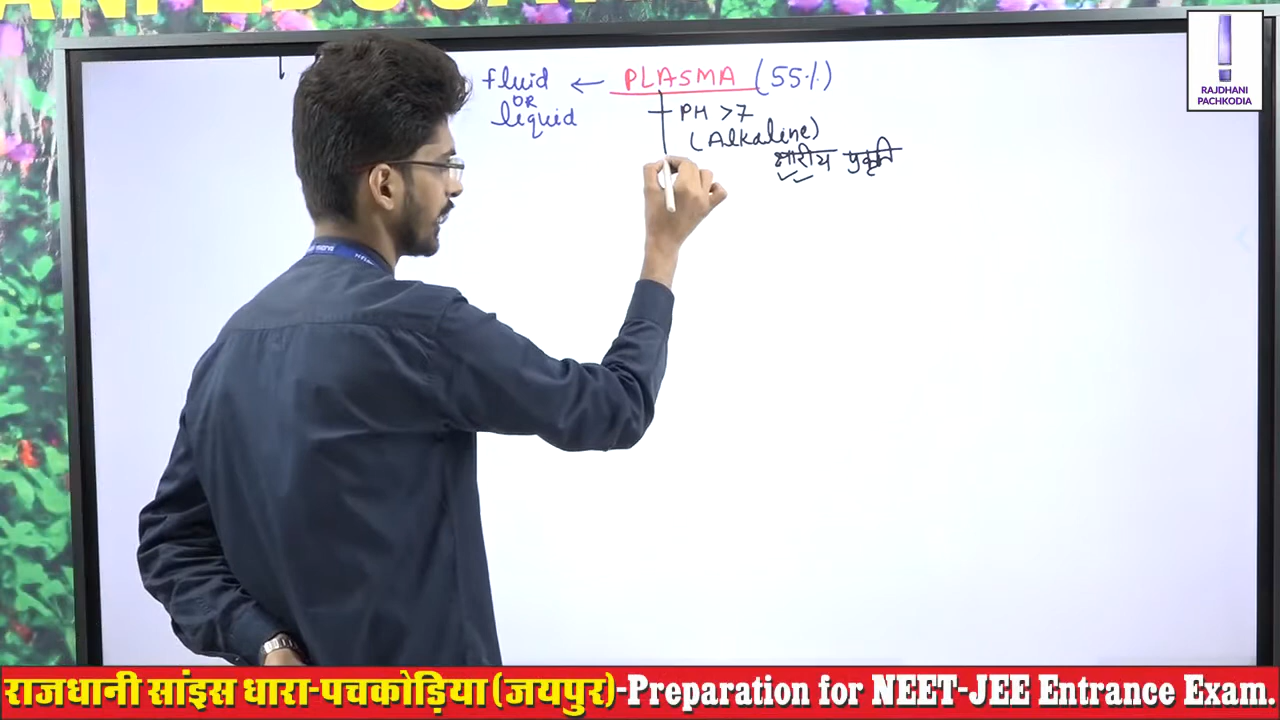 fluid ← PLASMA (55%)
OR
liquid
PH >7
(Alkaline)
क्षारीय प्रकृति
RAJDHANI
PACHKODIA
राजधानी सांइस धारा-पचकोड़िया (जयपुर)-Preparation for NEET-JEE Entrance Exam.